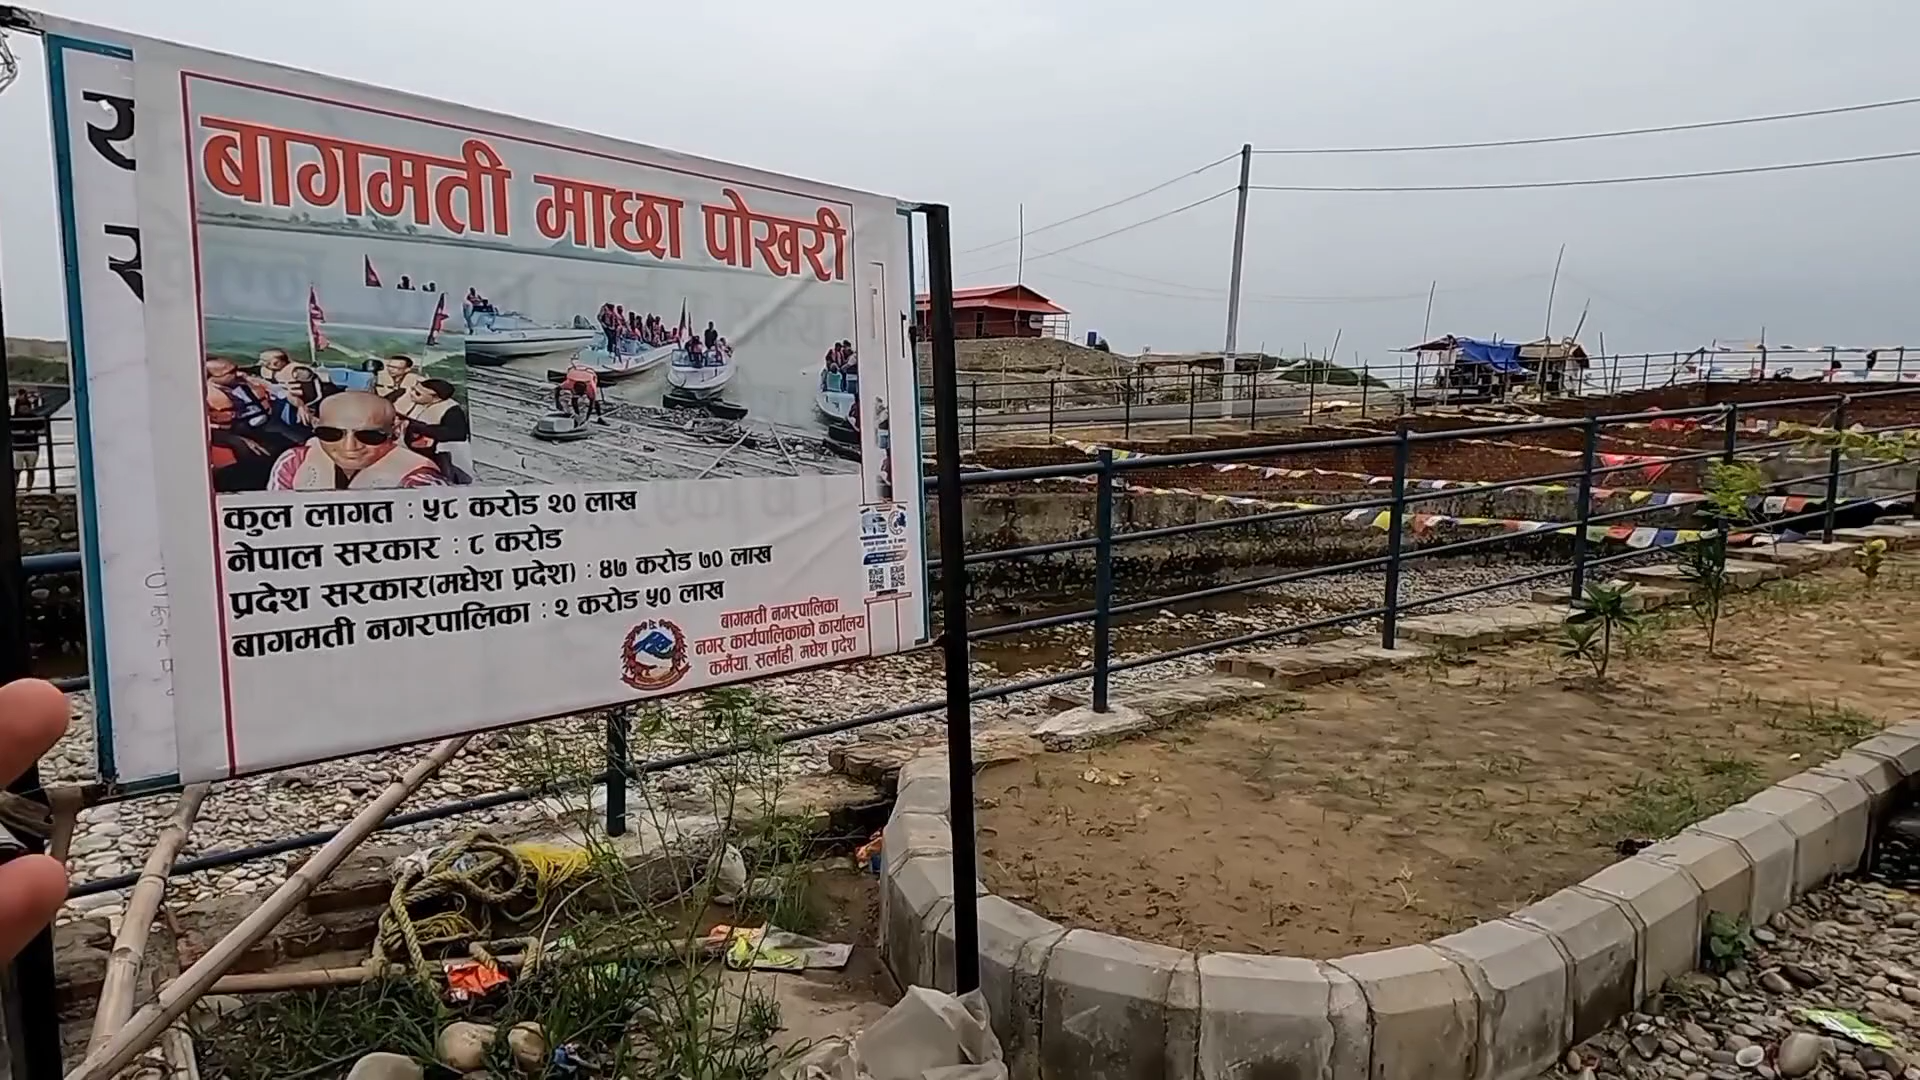 बागमती माछा पोखरी
कुल लागत : ५८ करोड २० लाख
नेपाल सरकार : ८ करोड
प्रदेश सरकार(मधेश प्रदेश) : ४७ करोड ७० लाख
बागमती नगरपालिका : २ करोड ५० लाख
बागमती नगरपालिका
नगर कार्यपालिकाको कार्यालय
कर्मैया, सर्लाही, मधेश प्रदेश